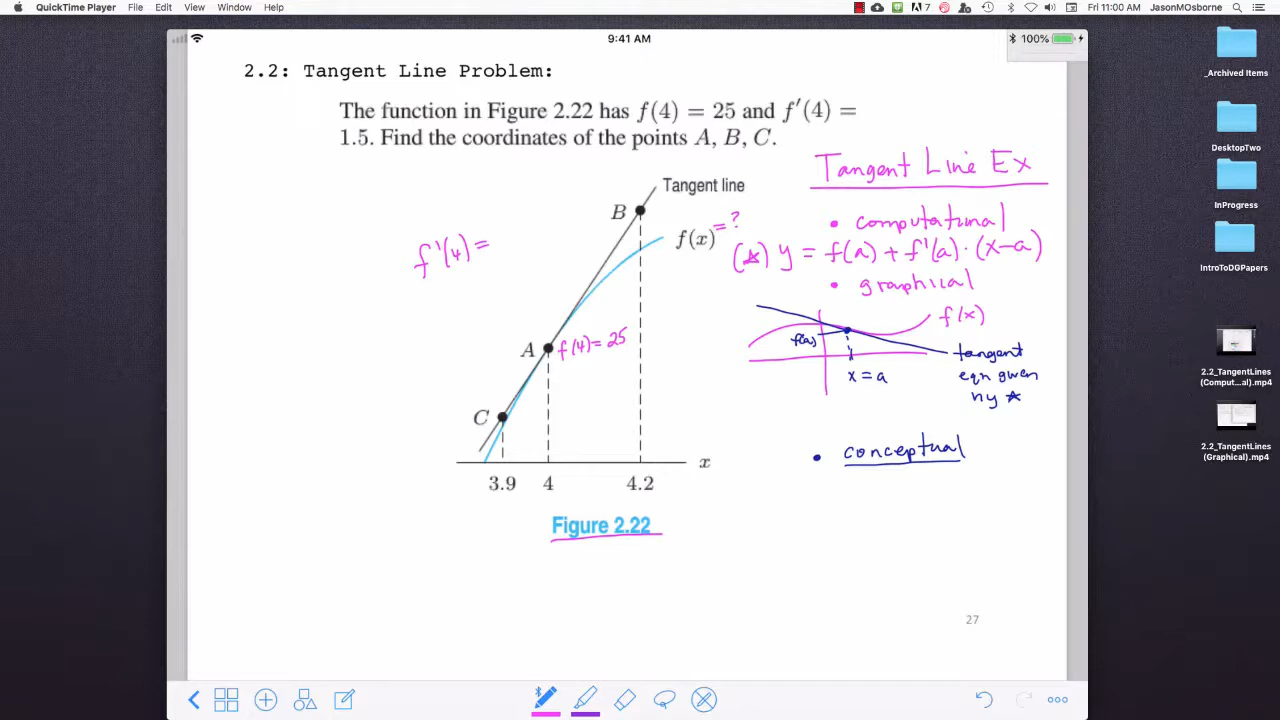 QuickTime Player File Edit View Window Help
7 Fri 11:00 AM JasonMOsborne
9:41 AM
100%
2.2: Tangent Line Problem:
The function in Figure 2.22 has f(4) = 25 and f′(4) =
1.5. Find the coordinates of the points A, B, C.
Tangent line
B
f(x) = ?
f'(4) =
A f(4) = 25
C
x
3.9 4 4.2
Figure 2.22
Tangent Line Ex
• computational
(★) y = f(a) + f'(a) · (x-a)
• graphical
f(x)
f(a)
tangent
x = a
eqn given
ny ★
• conceptual
27
_Archived Items
DesktopTwo
InProgress
IntroToDGPapers
2.2_TangentLines
(Comput...al).mp4
2.2_TangentLines
(Graphical).mp4